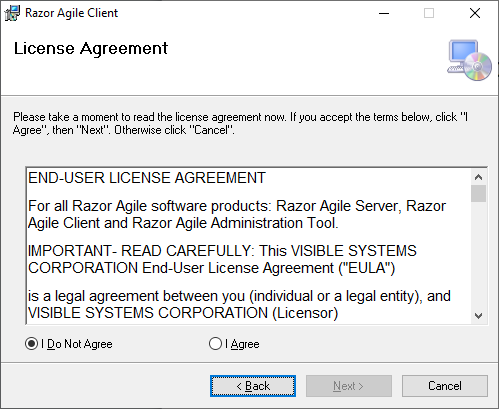 Razor Agile Client
License Agreement
Please take a moment to read the license agreement now. If you accept the terms below, click "I
Agree", then "Next". Otherwise click "Cancel".
END-USER LICENSE AGREEMENT
For all Razor Agile software products: Razor Agile Server, Razor
Agile Client and Razor Agile Administration Tool.
IMPORTANT- READ CAREFULLY: This VISIBLE SYSTEMS
CORPORATION End-User License Agreement ("EULA")
is a legal agreement between you (individual or a legal entity), and
VISIBLE SYSTEMS CORPORATION (Licensor)
I Do Not Agree
I Agree
< Back
Next >
Cancel